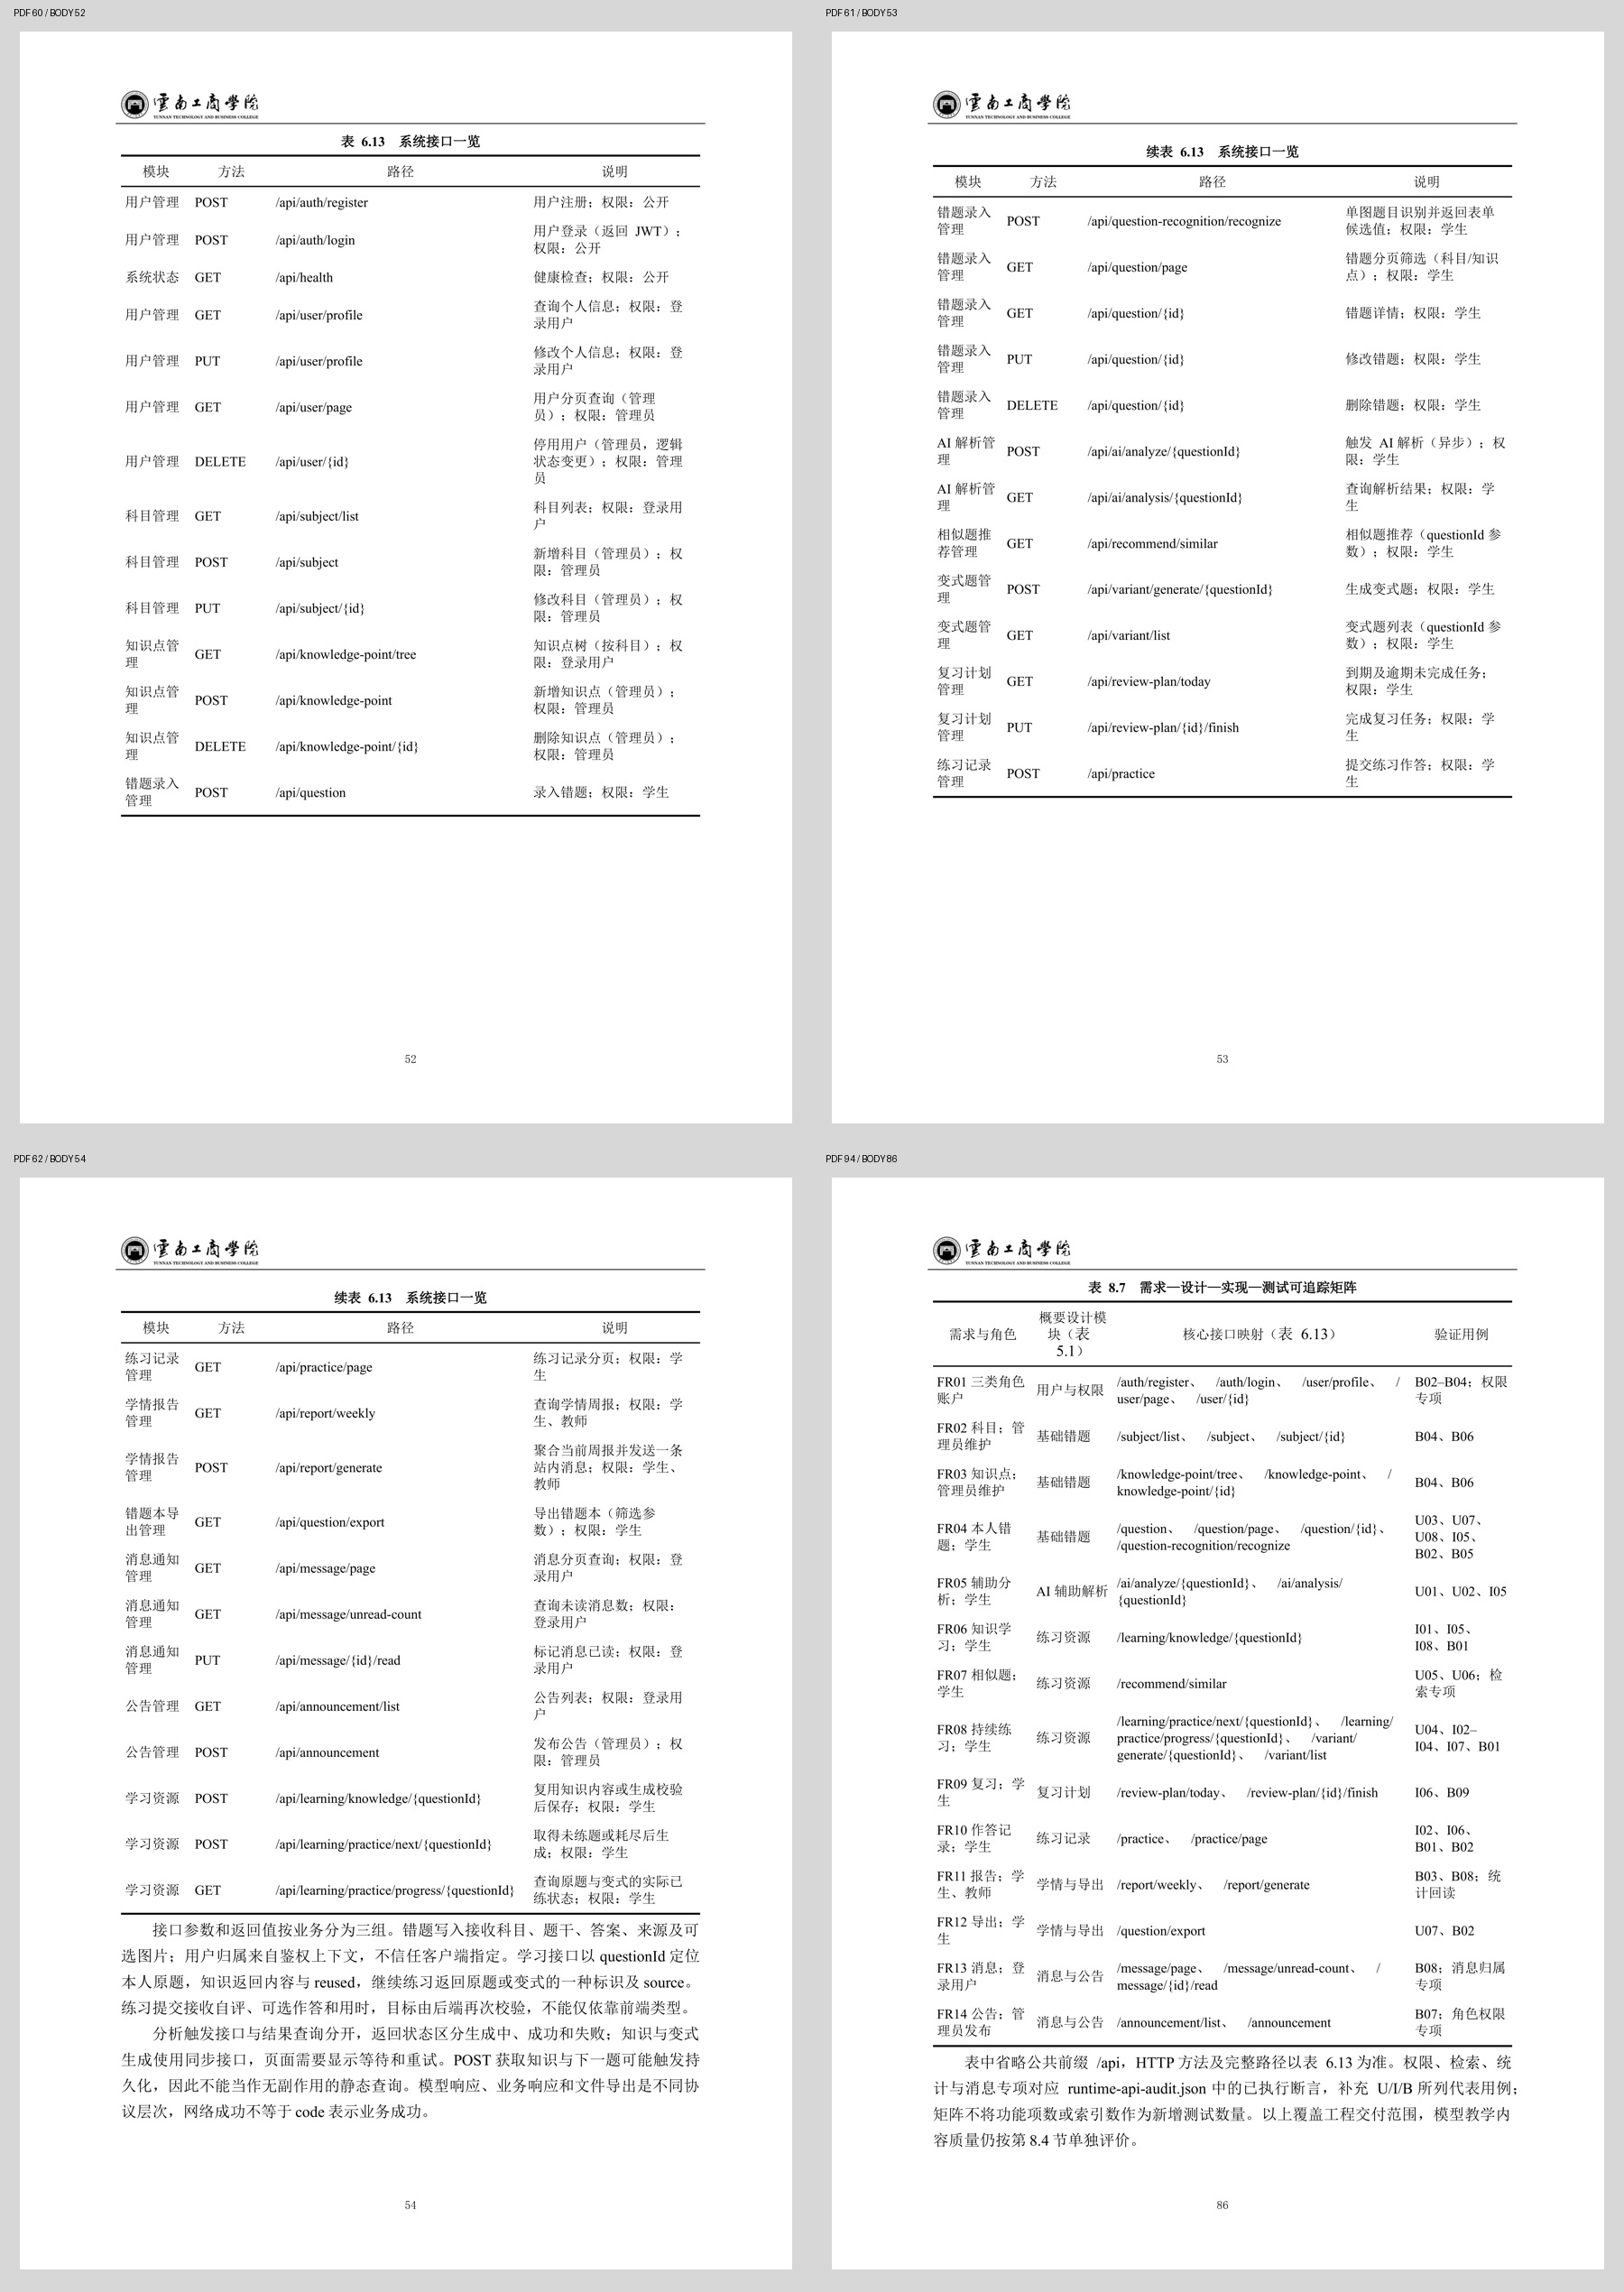 PDF 60 / BODY 52
雲南工商學院
YUNNAN TECHNOLOGY AND BUSINESS COLLEGE
表 6.13 系统接口一览
模块 方法 路径 说明
用户管理 POST /api/auth/register 用户注册；权限：公开
用户管理 POST /api/auth/login 用户登录（返回 JWT）；
权限：公开
系统状态 GET /api/health 健康检查；权限：公开
用户管理 GET /api/user/profile 查询个人信息；权限：登
录用户
用户管理 PUT /api/user/profile 修改个人信息；权限：登
录用户
用户管理 GET /api/user/page 用户分页查询（管理
员）；权限：管理员
用户管理 DELETE /api/user/{id} 停用用户（管理员，逻辑
状态变更）；权限：管理
员
科目管理 GET /api/subject/list 科目列表；权限：登录用
户
科目管理 POST /api/subject 新增科目（管理员）；权
限：管理员
科目管理 PUT /api/subject/{id} 修改科目（管理员）；权
限：管理员
知识点管
理 GET /api/knowledge-point/tree 知识点树（按科目）；权
限：登录用户
知识点管
理 POST /api/knowledge-point 新增知识点（管理员）；
权限：管理员
知识点管
理 DELETE /api/knowledge-point/{id} 删除知识点（管理员）；
权限：管理员
错题录入
管理 POST /api/question 录入错题；权限：学生
52
PDF 61 / BODY 53
雲南工商學院
YUNNAN TECHNOLOGY AND BUSINESS COLLEGE
续表 6.13 系统接口一览
模块 方法 路径 说明
错题录入
管理 POST /api/question-recognition/recognize 单图题目识别并返回表单
候选值；权限：学生
错题录入
管理 GET /api/question/page 错题分页筛选（科目/知识
点）；权限：学生
错题录入
管理 GET /api/question/{id} 错题详情；权限：学生
错题录入
管理 PUT /api/question/{id} 修改错题；权限：学生
错题录入
管理 DELETE /api/question/{id} 删除错题；权限：学生
AI 解析管
理 POST /api/ai/analyze/{questionId} 触发 AI 解析（异步）；权
限：学生
AI 解析管
理 GET /api/ai/analysis/{questionId} 查询解析结果；权限：学
生
相似题推
荐管理 GET /api/recommend/similar 相似题推荐（questionId 参
数）；权限：学生
变式题管
理 POST /api/variant/generate/{questionId} 生成变式题；权限：学生
变式题管
理 GET /api/variant/list 变式题列表（questionId 参
数）；权限：学生
复习计划
管理 GET /api/review-plan/today 到期及逾期未完成任务；
权限：学生
复习计划
管理 PUT /api/review-plan/{id}/finish 完成复习任务；权限：学
生
练习记录
管理 POST /api/practice 提交练习作答；权限：学
生
53
PDF 62 / BODY 54
雲南工商學院
YUNNAN TECHNOLOGY AND BUSINESS COLLEGE
续表 6.13 系统接口一览
模块 方法 路径 说明
练习记录
管理 GET /api/practice/page 练习记录分页；权限：学
生
学情报告
管理 GET /api/report/weekly 查询学情周报；权限：学
生、教师
学情报告
管理 POST /api/report/generate 聚合当前周报并发送一条
站内消息；权限：学生、
教师
错题本导
出管理 GET /api/question/export 导出错题本（筛选参
数）；权限：学生
消息通知
管理 GET /api/message/page 消息分页查询；权限：登
录用户
消息通知
管理 GET /api/message/unread-count 查询未读消息数；权限：
登录用户
消息通知
管理 PUT /api/message/{id}/read 标记消息已读；权限：登
录用户
公告管理 GET /api/announcement/list 公告列表；权限：登录用
户
公告管理 POST /api/announcement 发布公告（管理员）；权
限：管理员
学习资源 POST /api/learning/knowledge/{questionId} 复用知识内容或生成校验
后保存；权限：学生
学习资源 POST /api/learning/practice/next/{questionId} 取得未练题或耗尽后生
成；权限：学生
学习资源 GET /api/learning/practice/progress/{questionId} 查询原题与变式的实际已
练状态；权限：学生
接口参数和返回值按业务分为三组。错题写入接收科目、题干、答案、来源及可
选图片；用户归属来自鉴权上下文，不信任客户端指定。学习接口以 questionId 定位
本人原题，知识返回内容与 reused，继续练习返回原题或变式的一种标识及 source。
练习提交接收自评、可选作答和用时，目标由后端再次校验，不能仅依靠前端类型。
分析触发接口与结果查询分开，返回状态区分生成中、成功和失败；知识与变式
生成使用同步接口，页面需要显示等待和重试。POST 获取知识与下一题可能触发持
久化，因此不能当作无副作用的静态查询。模型响应、业务响应和文件导出是不同协
议层次，网络成功不等于 code 表示业务成功。
54
PDF 94 / BODY 86
雲南工商學院
YUNNAN TECHNOLOGY AND BUSINESS COLLEGE
表 8.7 需求—设计—实现—测试可追踪矩阵
需求与角色 概要设计模
块（表
5.1） 核心接口映射（表 6.13） 验证用例
FR01 三类角色
账户 用户与权限 /auth/register、 /auth/login、 /user/profile、 /
user/page、 /user/{id} B02–B04；权限
专项
FR02 科目；管
理员维护 基础错题 /subject/list、 /subject、 /subject/{id} B04、B06
FR03 知识点；
管理员维护 基础错题 /knowledge-point/tree、 /knowledge-point、 /
knowledge-point/{id} B04、B06
FR04 本人错
题；学生 基础错题 /question、 /question/page、 /question/{id}、
/question-recognition/recognize U03、U07、
U08、I05、
B02、B05
FR05 辅助分
析；学生 AI 辅助解析 /ai/analyze/{questionId}、 /ai/analysis/
{questionId} U01、U02、I05
FR06 知识学
习；学生 练习资源 /learning/knowledge/{questionId} I01、I05、
I08、B01
FR07 相似题；
学生 练习资源 /recommend/similar U05、U06；检
索专项
FR08 持续练
习；学生 练习资源 /learning/practice/next/{questionId}、 /learning/
practice/progress/{questionId}、 /variant/
generate/{questionId}、 /variant/list U04、I02–
I04、I07、B01
FR09 复习；学
生 复习计划 /review-plan/today、 /review-plan/{id}/finish I06、B09
FR10 作答记
录；学生 练习记录 /practice、 /practice/page I02、I06、
B01、B02
FR11 报告；学
生、教师 学情与导出 /report/weekly、 /report/generate B03、B08；统
计回读
FR12 导出；学
生 学情与导出 /question/export U07、B02
FR13 消息；登
录用户 消息与公告 /message/page、 /message/unread-count、 /
message/{id}/read B08；消息归属
专项
FR14 公告；管
理员发布 消息与公告 /announcement/list、 /announcement B07；角色权限
专项
表中省略公共前缀 /api，HTTP 方法及完整路径以表 6.13 为准。权限、检索、统
计与消息专项对应 runtime-api-audit.json 中的已执行断言，补充 U/I/B 所列代表用例；
矩阵不将功能项数或索引数作为新增测试数量。以上覆盖工程交付范围，模型教学内
容质量仍按第 8.4 节单独评价。
86